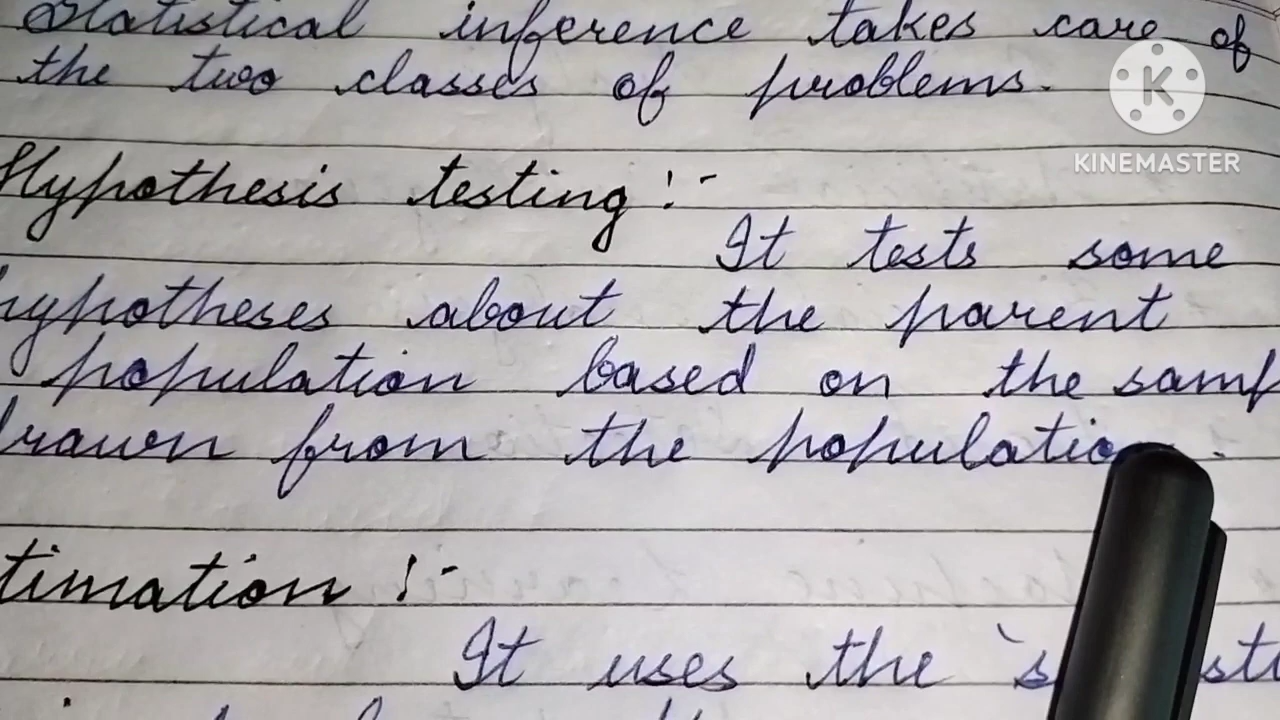 Statistical inference takes care of
the two classes of problems.
K
KINEMASTER
Hypothesis testing :-
It tests some
hypotheses about the parent
population based on the samp
drawn from the population.
timation :-
It uses the